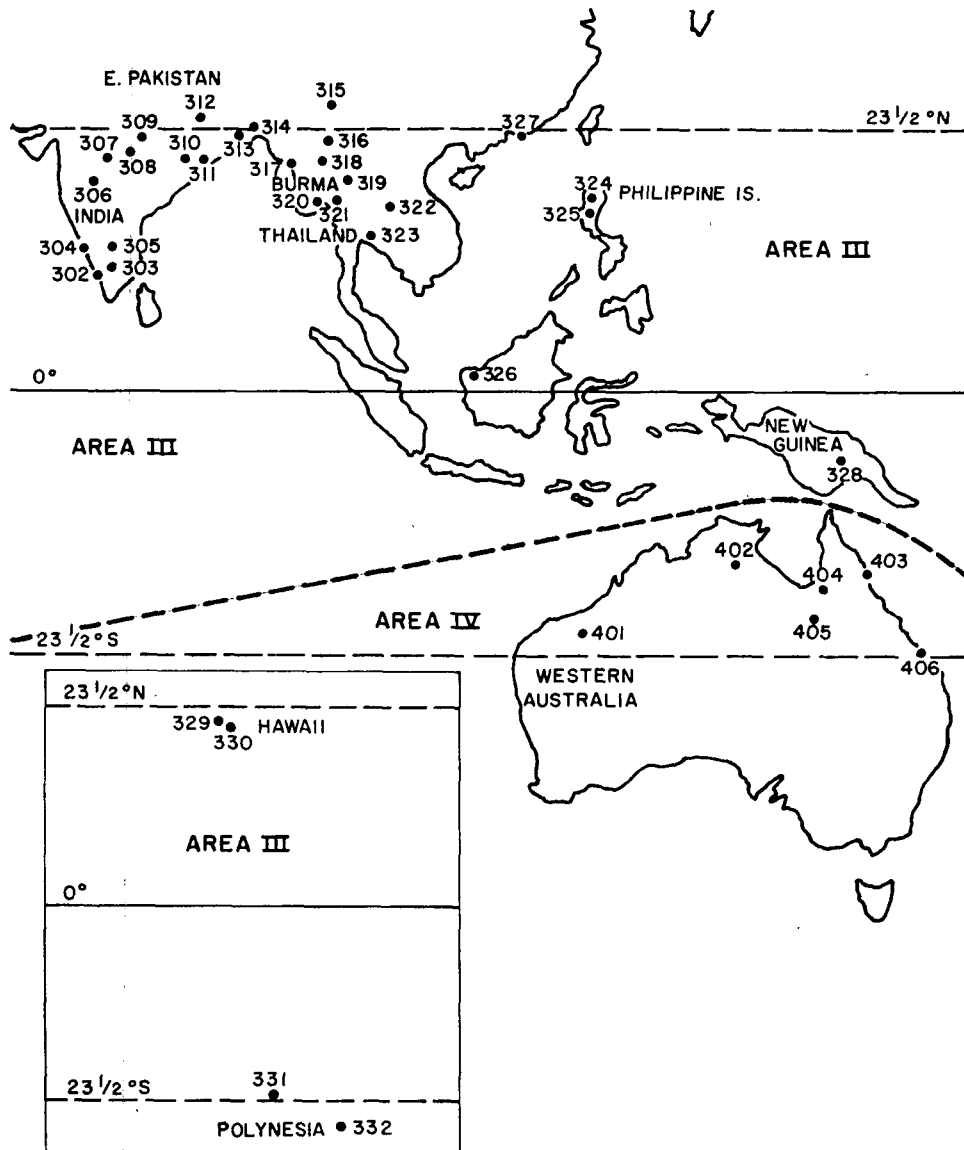 E. PAKISTAN
315
312
309
314
23 1/2 °N
307
308
310
311
313
316
327
317
318
306
INDIA
BURMA
319
320
321
322
324
PHILIPPINE IS.
325
304
305
THAILAND
323
AREA III
302
303
0°
326
AREA III
NEW
GUINEA
328
402
403
404
AREA IV
23 1/2 °S
401
405
406
WESTERN
AUSTRALIA
23 1/2 °N
329
HAWAII
330
AREA III
0°
331
23 1/2 °S
POLYNESIA
332